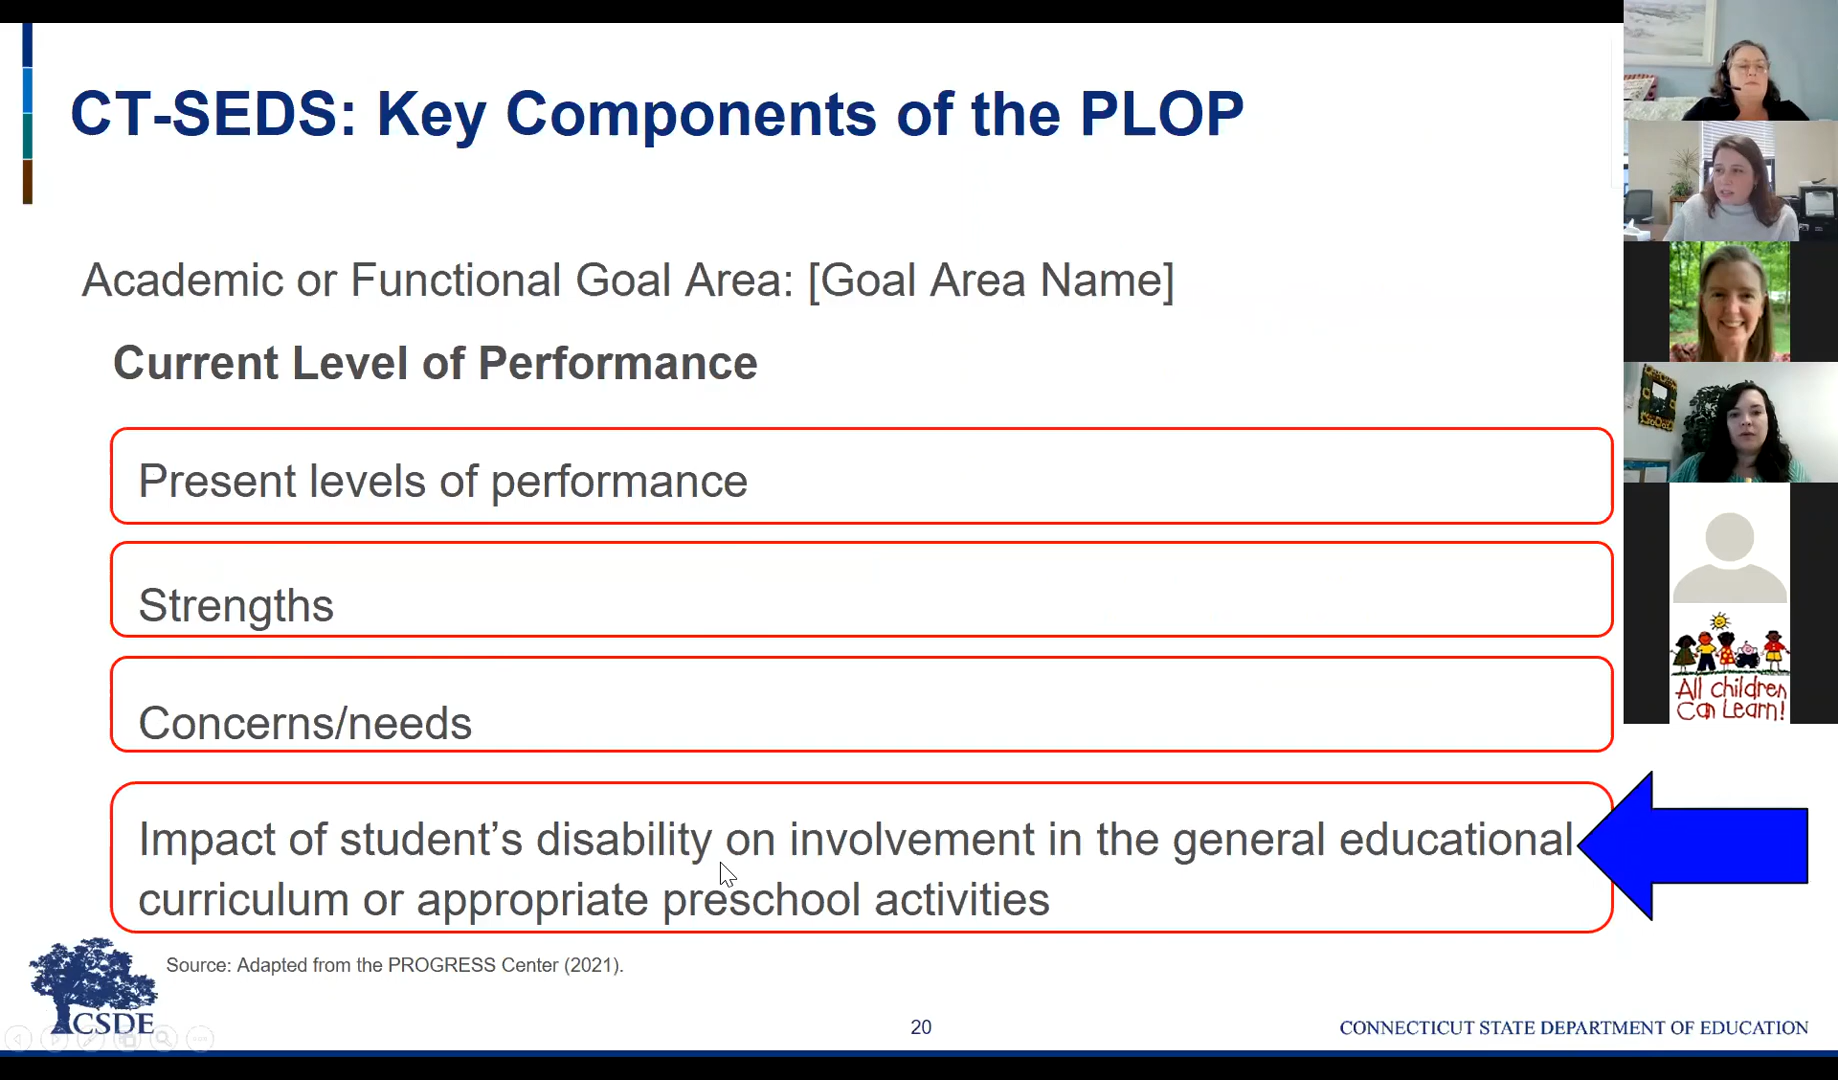 CT-SEDS: Key Components of the PLOP
Academic or Functional Goal Area: [Goal Area Name]
Current Level of Performance
Present levels of performance
Strengths
Concerns/needs
Impact of student’s disability on involvement in the general educational
curriculum or appropriate preschool activities
Source: Adapted from the PROGRESS Center (2021).
CSDE
20
CONNECTICUT STATE DEPARTMENT OF EDUCATION
All children
Can Learn!